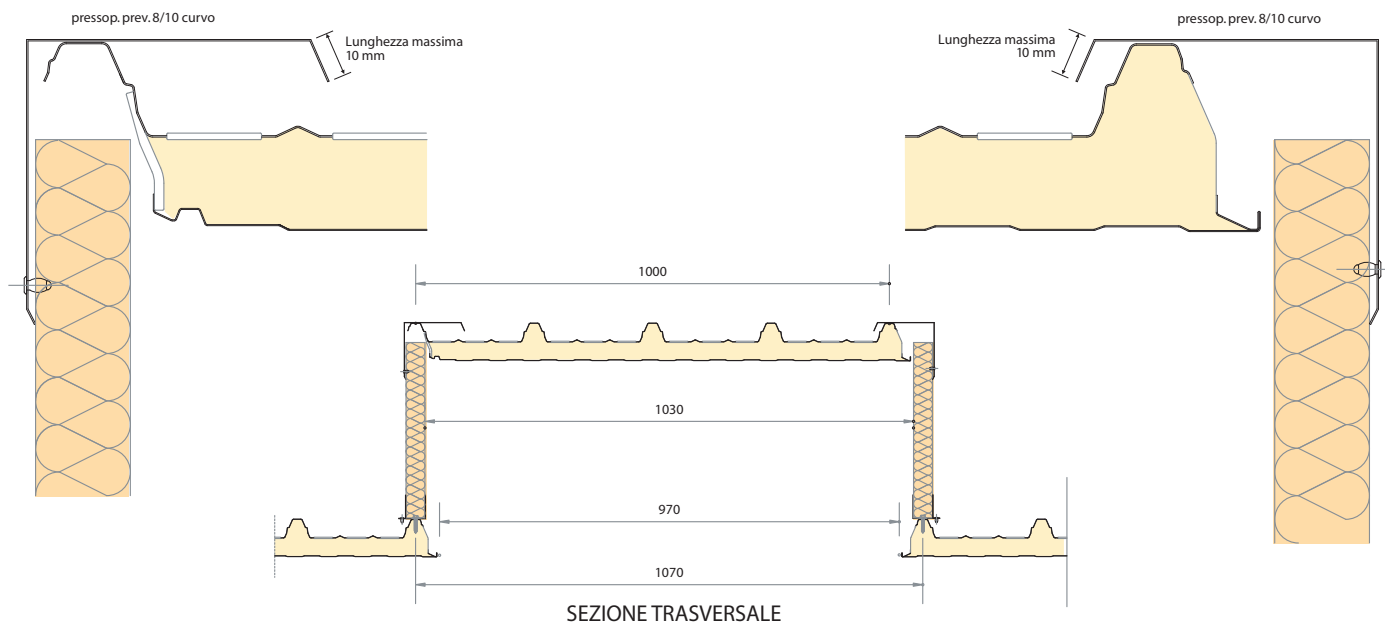 pressop. prev. 8/10 curvo
pressop. prev. 8/10 curvo
Lunghezza massima
10 mm
Lunghezza massima
10 mm
1000
1030
970
1070
SEZIONE TRASVERSALE